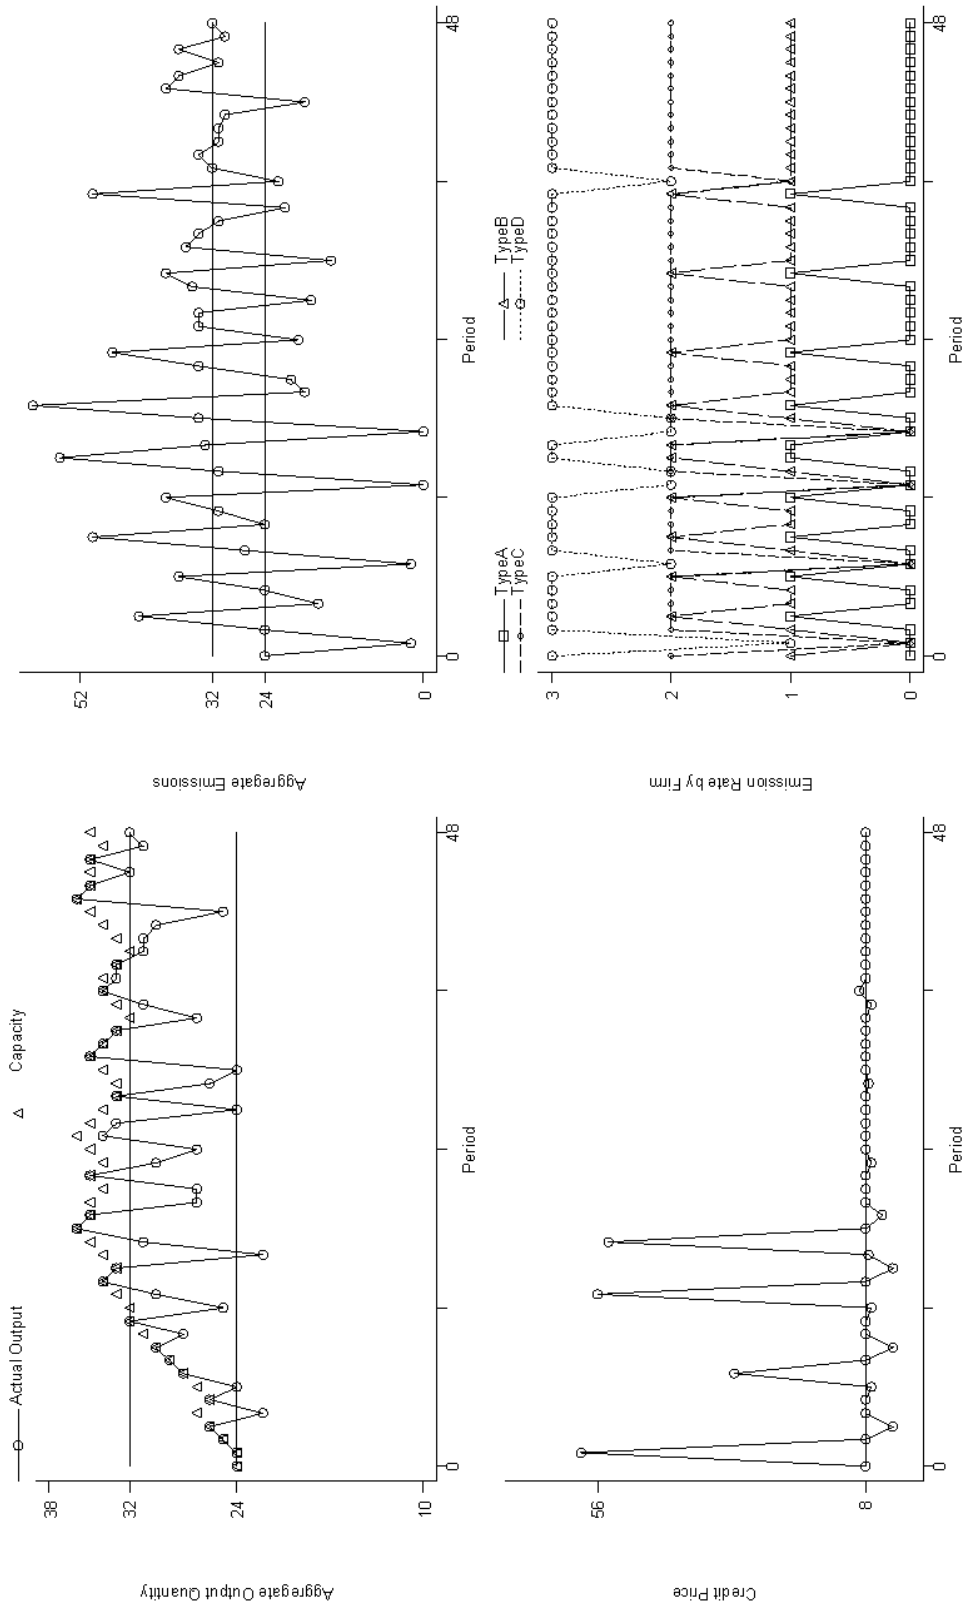 Actual Output
Capacity
Aggregate Output Quantity
38
32
24
10
0
48
Period
Aggregate Emissions
52
32
24
0
0
48
Period
Credit Price
56
8
0
48
Period
TypeA
TypeB
TypeC
TypeD
Emission Rate by Firm
3
2
1
0
0
48
Period